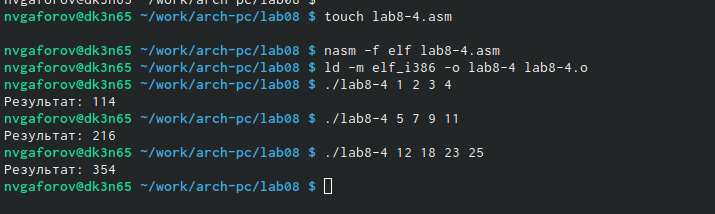 nvgaforov@dk3n65 ~/work/arch-pc/lab08 $ touch lab8-4.asm
nvgaforov@dk3n65 ~/work/arch-pc/lab08 $ nasm -f elf lab8-4.asm
nvgaforov@dk3n65 ~/work/arch-pc/lab08 $ ld -m elf_i386 -o lab8-4 lab8-4.o
nvgaforov@dk3n65 ~/work/arch-pc/lab08 $ ./lab8-4 1 2 3 4
Результат: 114
nvgaforov@dk3n65 ~/work/arch-pc/lab08 $ ./lab8-4 5 7 9 11
Результат: 216
nvgaforov@dk3n65 ~/work/arch-pc/lab08 $ ./lab8-4 12 18 23 25
Результат: 354
nvgaforov@dk3n65 ~/work/arch-pc/lab08 $